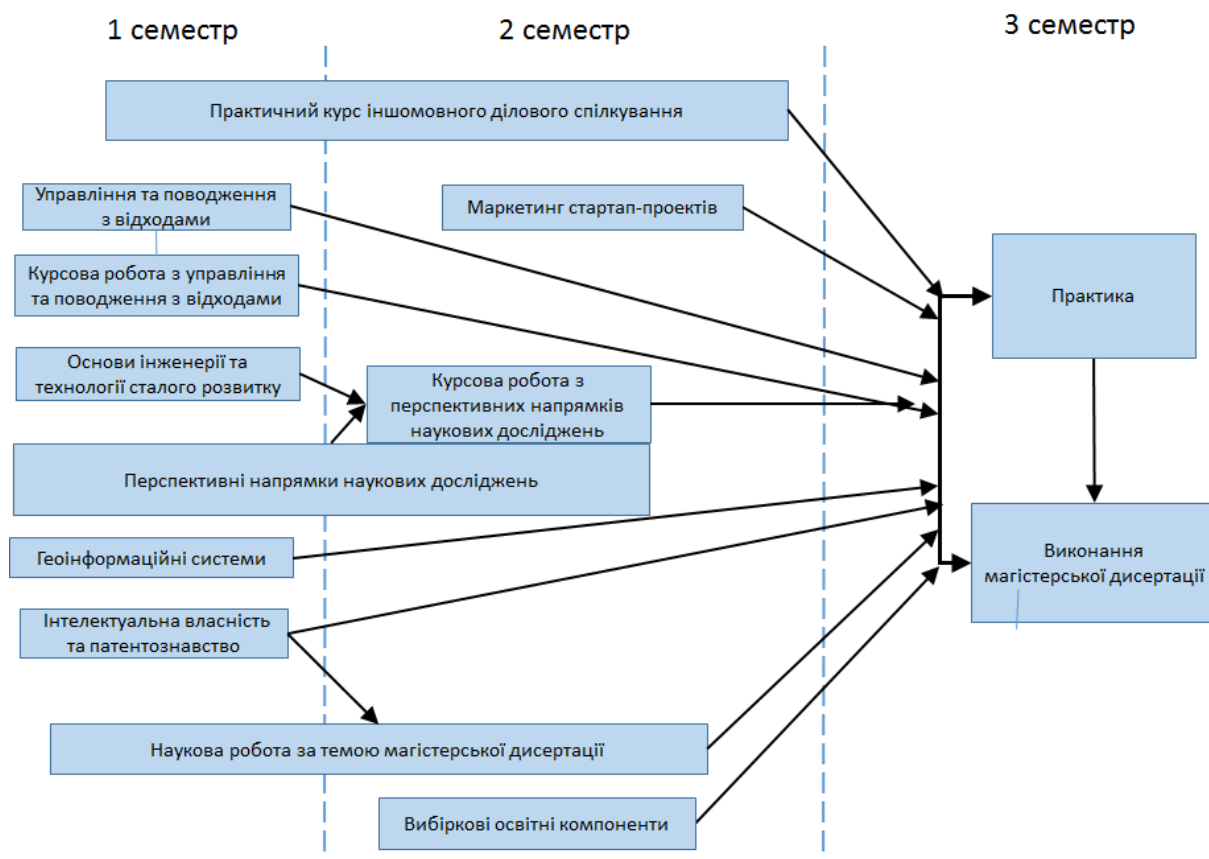 1 семестр
2 семестр
3 семестр
Практичний курс іншомовного ділового спілкування
Управління та поводження
з відходами
Маркетинг стартап-проектів
Курсова робота з управління
та поводження з відходами
Практика
Основи інженерії та
технології сталого розвитку
Курсова робота з
перспективних напрямків
наукових досліджень
Перспективні напрямки наукових досліджень
Геоінформаційні системи
Виконання
магістерської дисертації
Інтелектуальна власність
та патентознавство
Наукова робота за темою магістерської дисертації
Вибіркові освітні компоненти